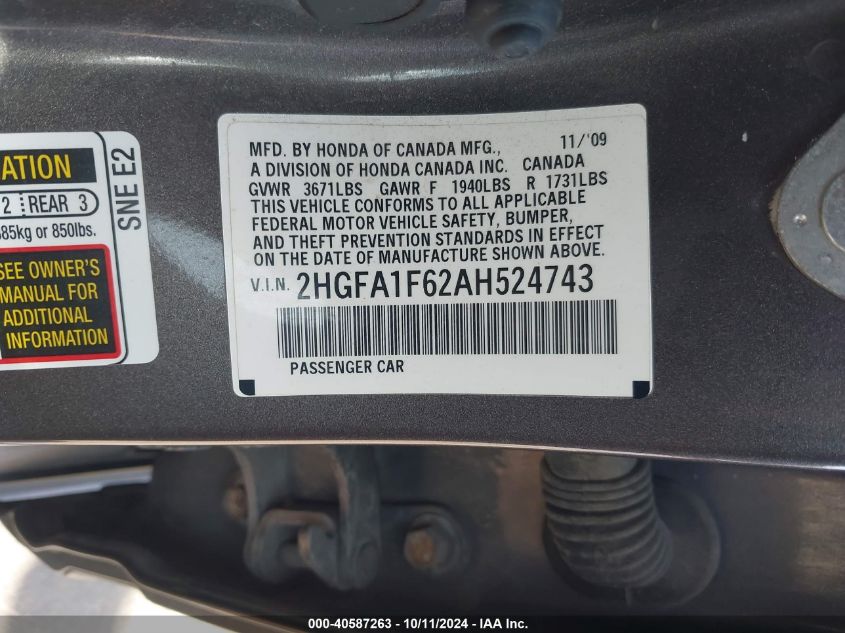 ATION
2 REAR 3
385kg or 850lbs.
SEE OWNER'S
MANUAL FOR
ADDITIONAL
INFORMATION
SNE E2
MFD. BY HONDA OF CANADA MFG., 11/'09
A DIVISION OF HONDA CANADA INC. CANADA
GVWR 3671LBS GAWR F 1940LBS R 1731LBS
THIS VEHICLE CONFORMS TO ALL APPLICABLE
FEDERAL MOTOR VEHICLE SAFETY, BUMPER,
AND THEFT PREVENTION STANDARDS IN EFFECT
ON THE DATE OF MANUFACTURE SHOWN ABOVE.
V.I.N. 2HGFA1F62AH524743
PASSENGER CAR
000-40587263 - 10/11/2024 - IAA Inc.